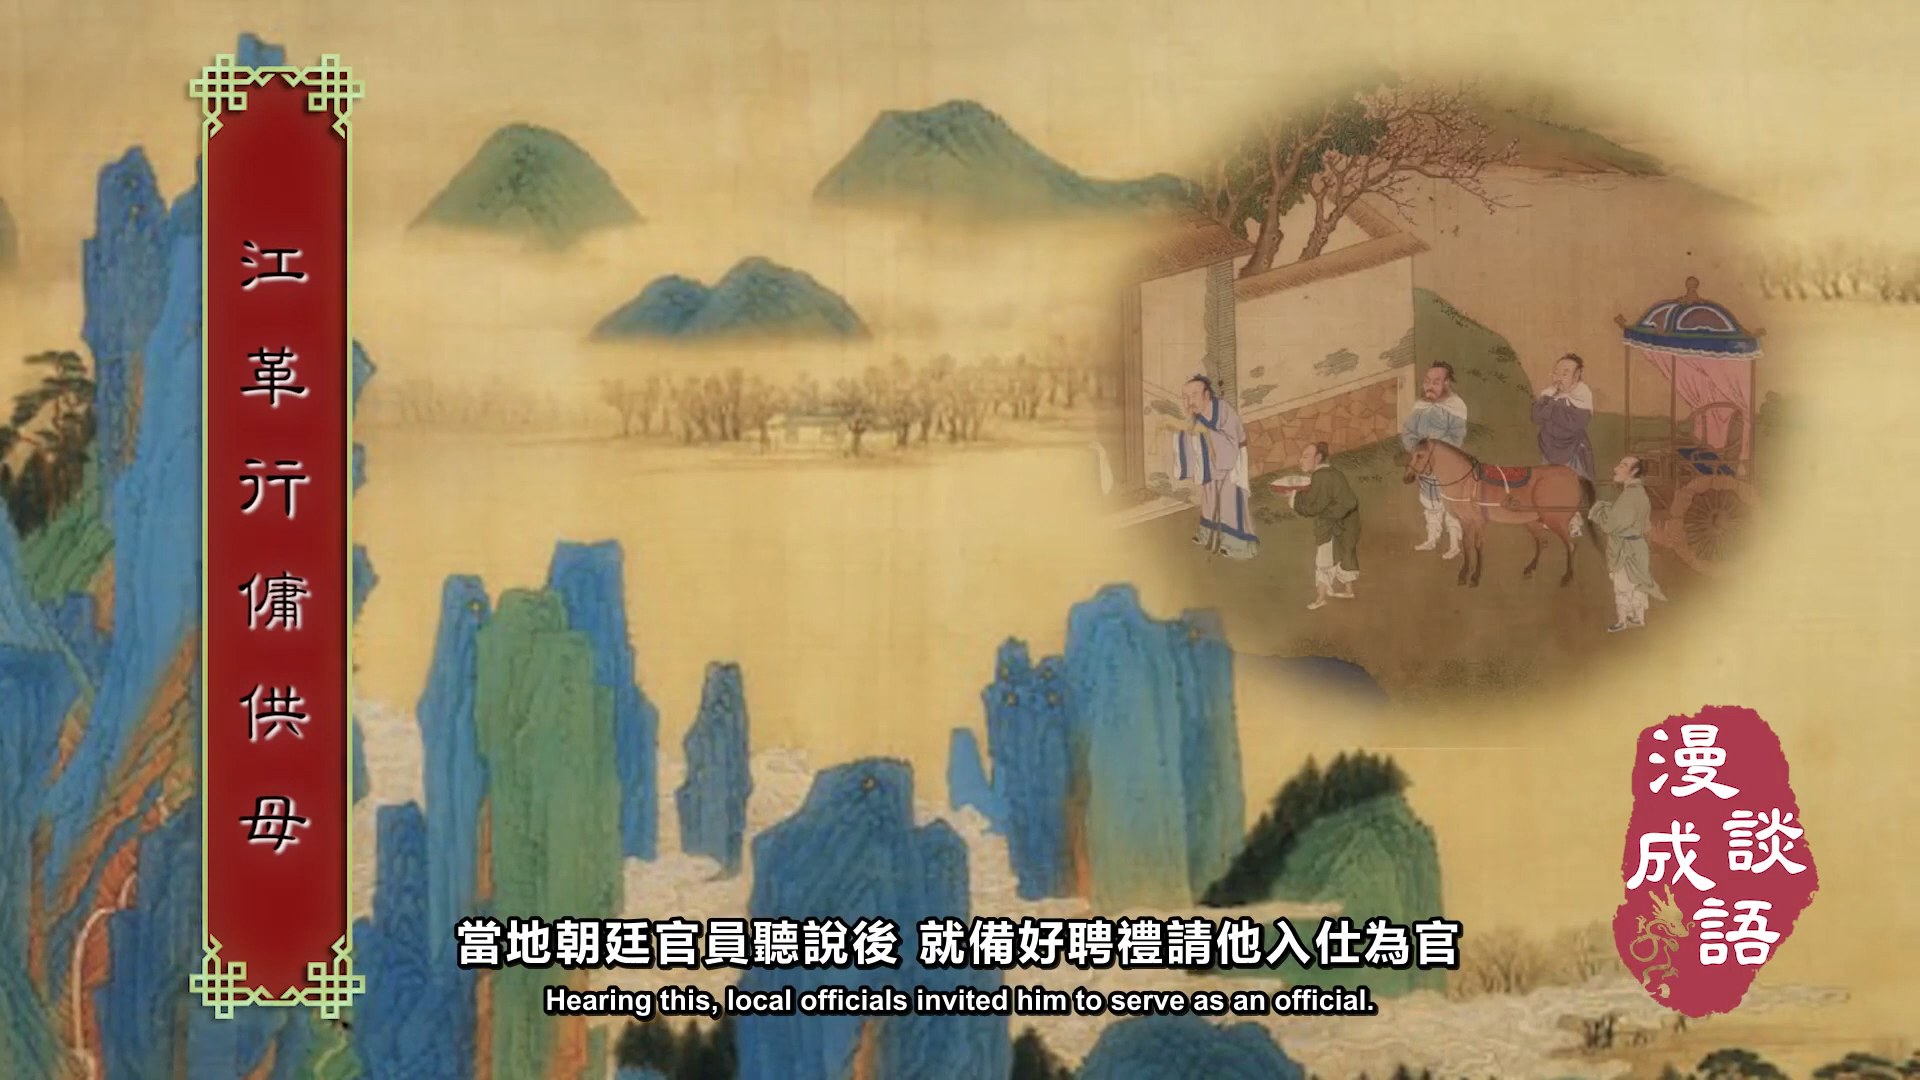 江革行傭供母
漫談
成語
當地朝廷官員聽說後 就備好聘禮請他入仕為官
Hearing this, local officials invited him to serve as an official.